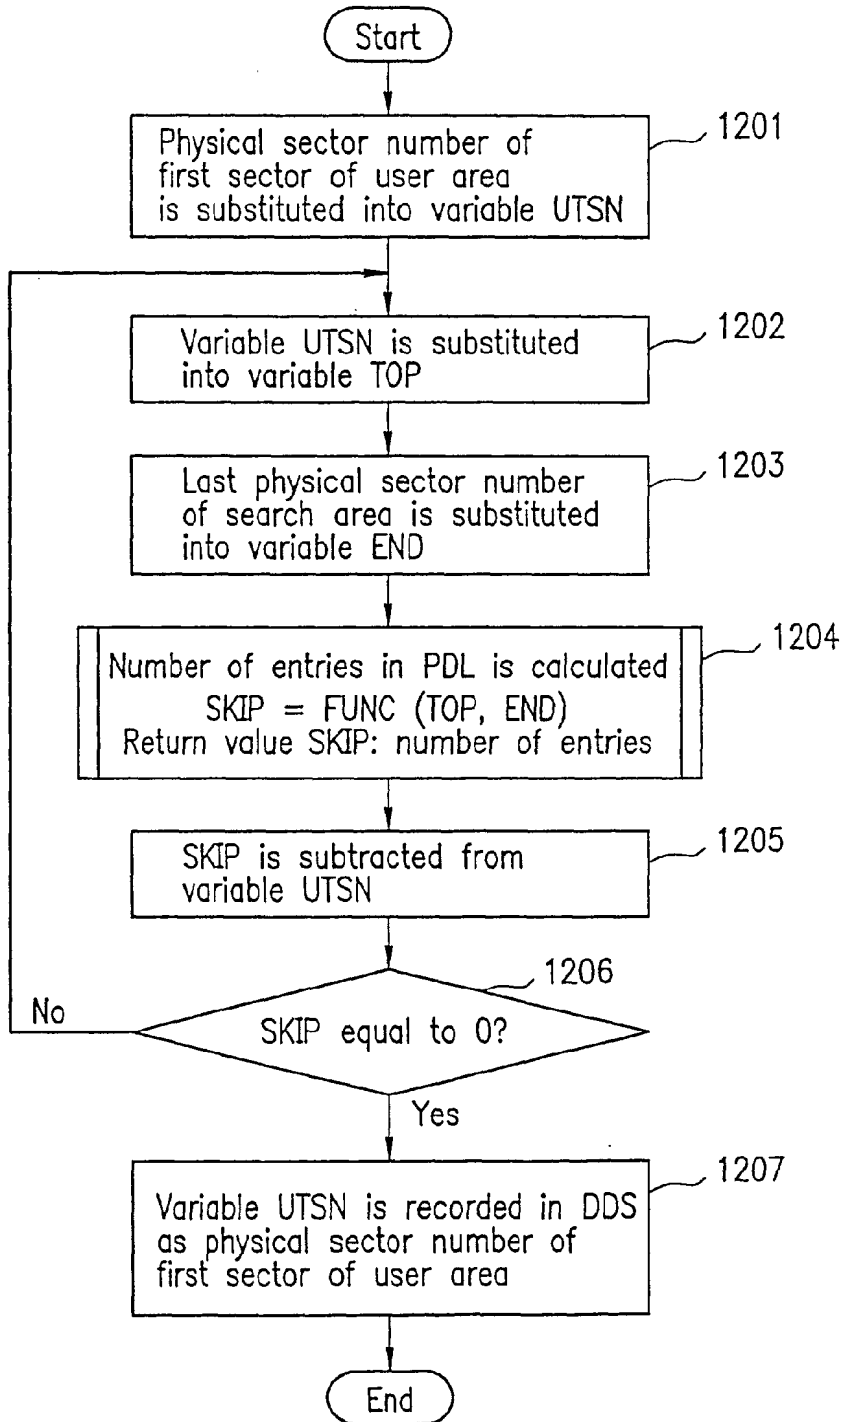 Start
Physical sector number of
first sector of user area
is substituted into variable UTSN
1201
Variable UTSN is substituted
into variable TOP
1202
Last physical sector number
of search area is substituted
into variable END
1203
Number of entries in PDL is calculated
SKIP = FUNC (TOP, END)
Return value SKIP: number of entries
1204
SKIP is subtracted from
variable UTSN
1205
SKIP equal to 0?
1206
No
Yes
Variable UTSN is recorded in DDS
as physical sector number of
first sector of user area
1207
End